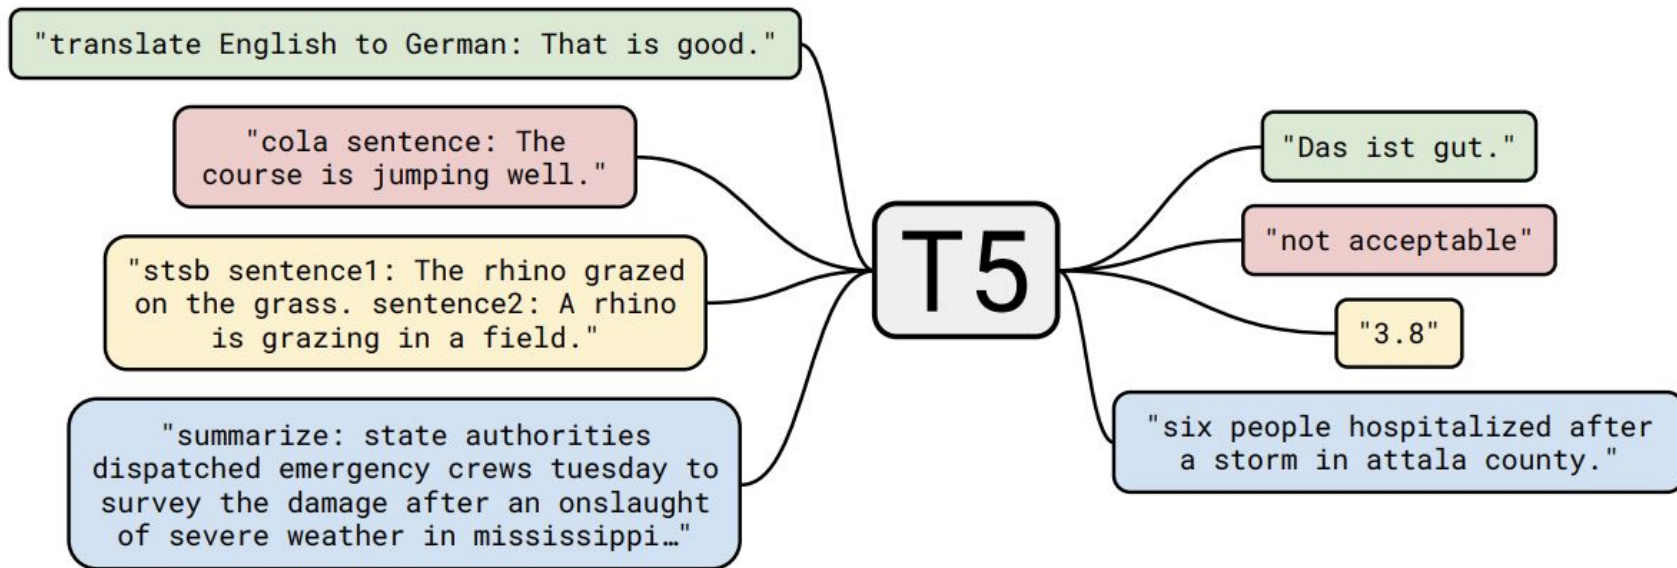 "translate English to German: That is good."
"cola sentence: The
course is jumping well."
"stsb sentence1: The rhino grazed
on the grass. sentence2: A rhino
is grazing in a field."
"summarize: state authorities
dispatched emergency crews tuesday to
survey the damage after an onslaught
of severe weather in mississippi…"
T5
"Das ist gut."
"not acceptable"
"3.8"
"six people hospitalized after
a storm in attala county."